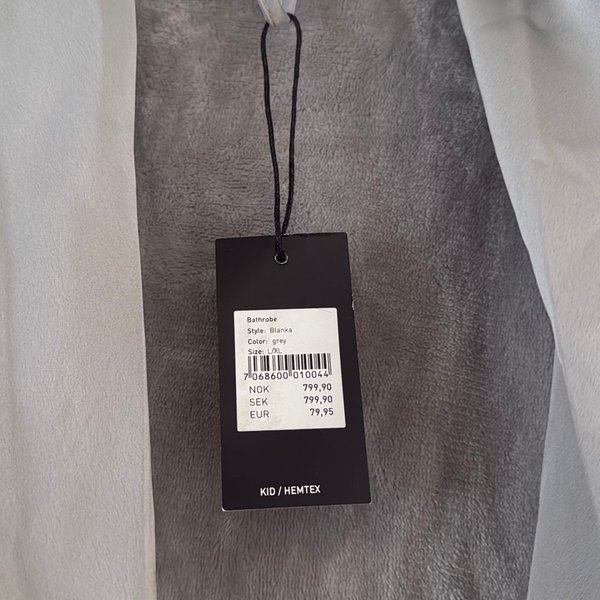 Bathrobe
Style: Blanka
Color: grey
Size: L/XL
7 068600 010044
NOK 799,90
SEK 799,90
EUR 79,95
KID / HEMTEX